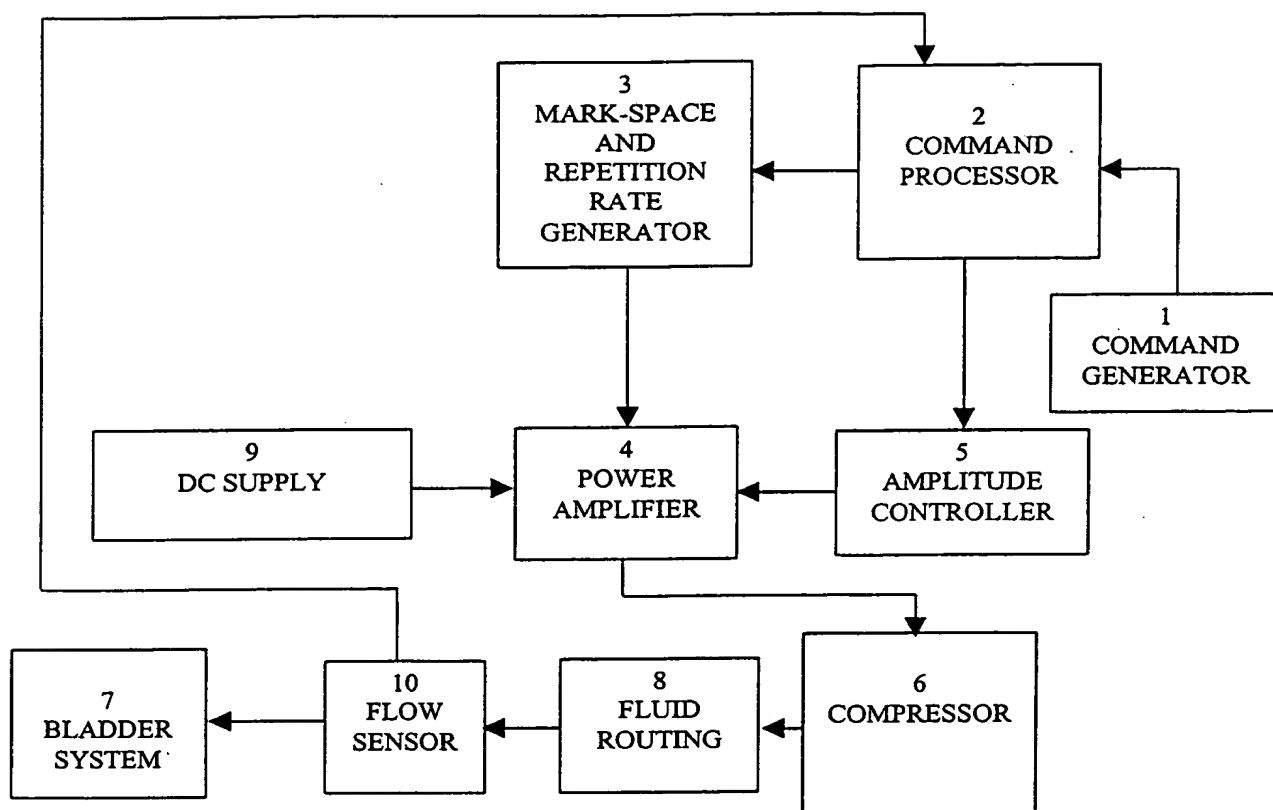 3
MARK-SPACE
AND
REPETITION
RATE
GENERATOR
2
COMMAND
PROCESSOR
1
COMMAND
GENERATOR
9
DC SUPPLY
4
POWER
AMPLIFIER
5
AMPLITUDE
CONTROLLER
7
BLADDER
SYSTEM
10
FLOW
SENSOR
8
FLUID
ROUTING
6
COMPRESSOR